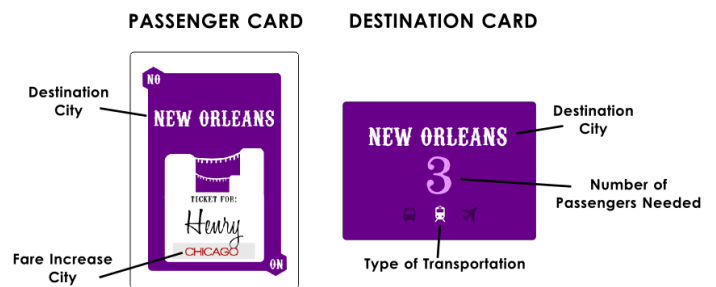 PASSENGER CARD
DESTINATION CARD
Destination
City
NO
NEW ORLEANS
TICKET FOR:
Henry
CHICAGO
ON
Fare Increase
City
NEW ORLEANS
3
Destination
City
Number of
Passengers Needed
Type of Transportation